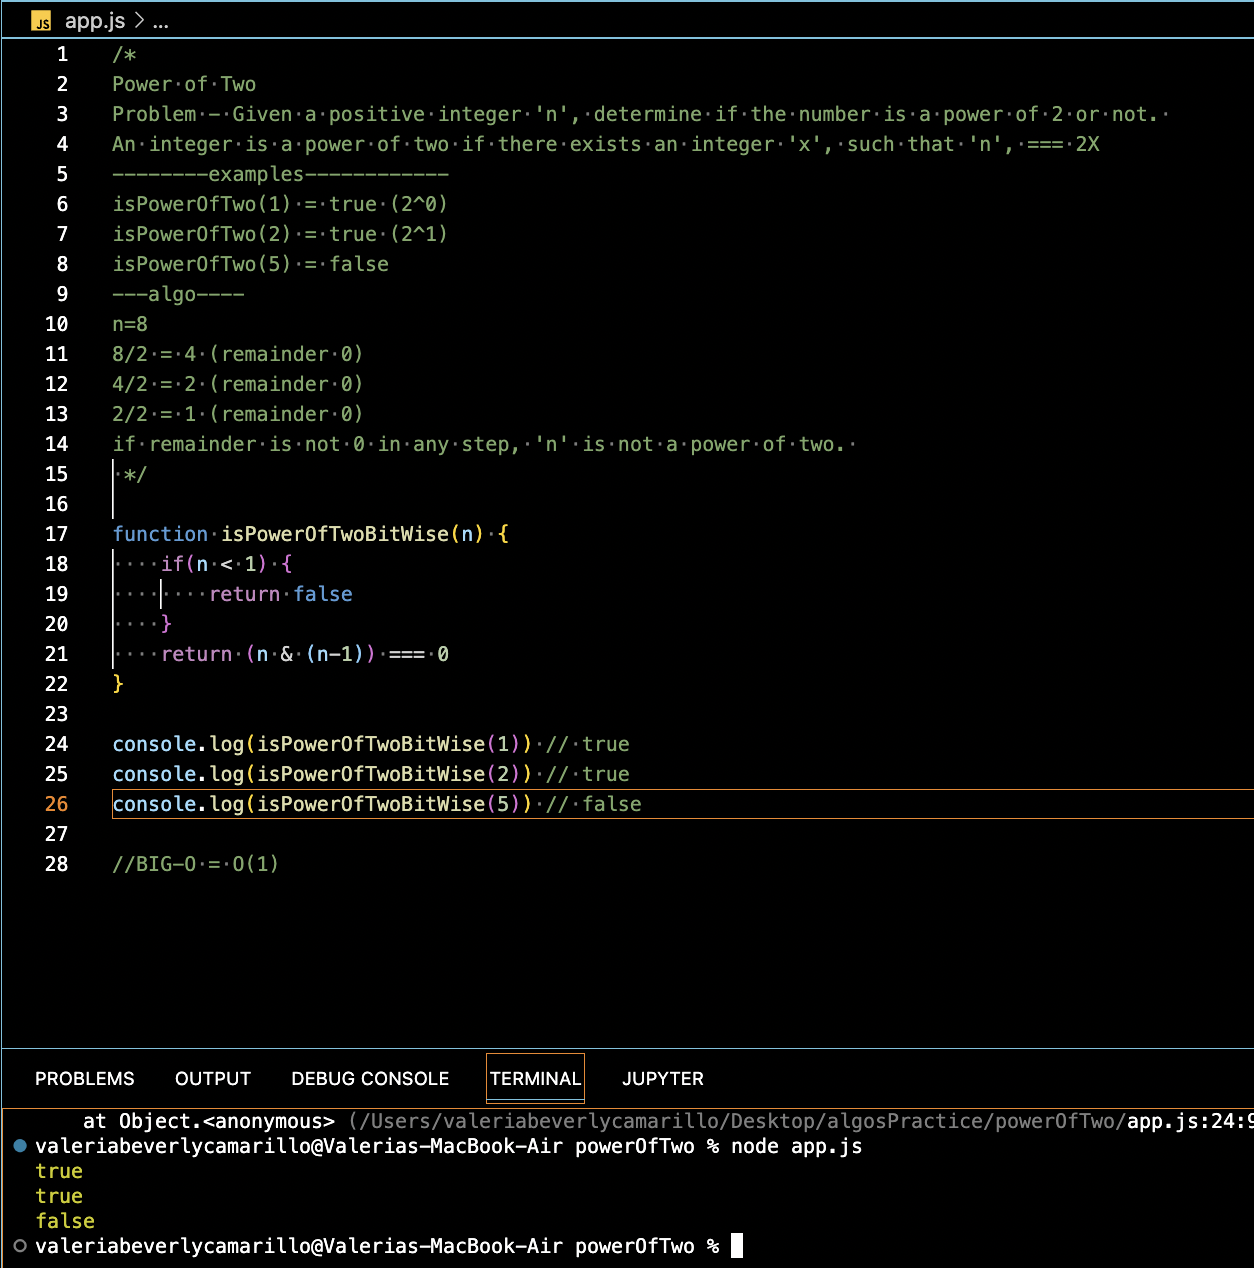 JS app.js > ...
1 /*
2 Power of Two
3 Problem - Given a positive integer 'n', determine if the number is a power of 2 or not.
4 An integer is a power of two if there exists an integer 'x', such that 'n', === 2X
5 --------examples------------
6 isPowerOfTwo(1) = true (2^0)
7 isPowerOfTwo(2) = true (2^1)
8 isPowerOfTwo(5) = false
9 ---algo----
10 n=8
11 8/2 = 4 (remainder 0)
12 4/2 = 2 (remainder 0)
13 2/2 = 1 (remainder 0)
14 if remainder is not 0 in any step, 'n' is not a power of two.
15  */
16
17 function isPowerOfTwoBitWise(n) {
18     if(n < 1) {
19         return false
20     }
21     return (n & (n-1)) === 0
22 }
23
24 console.log(isPowerOfTwoBitWise(1)) // true
25 console.log(isPowerOfTwoBitWise(2)) // true
26 console.log(isPowerOfTwoBitWise(5)) // false
27
28 //BIG-O = O(1)
PROBLEMS OUTPUT DEBUG CONSOLE TERMINAL JUPYTER
at Object.<anonymous> (/Users/valeriabeverlycamarillo/Desktop/algosPractice/powerOfTwo/app.js:24:9
valeriabeverlycamarillo@Valerias-MacBook-Air powerOfTwo % node app.js
true
true
false
valeriabeverlycamarillo@Valerias-MacBook-Air powerOfTwo %